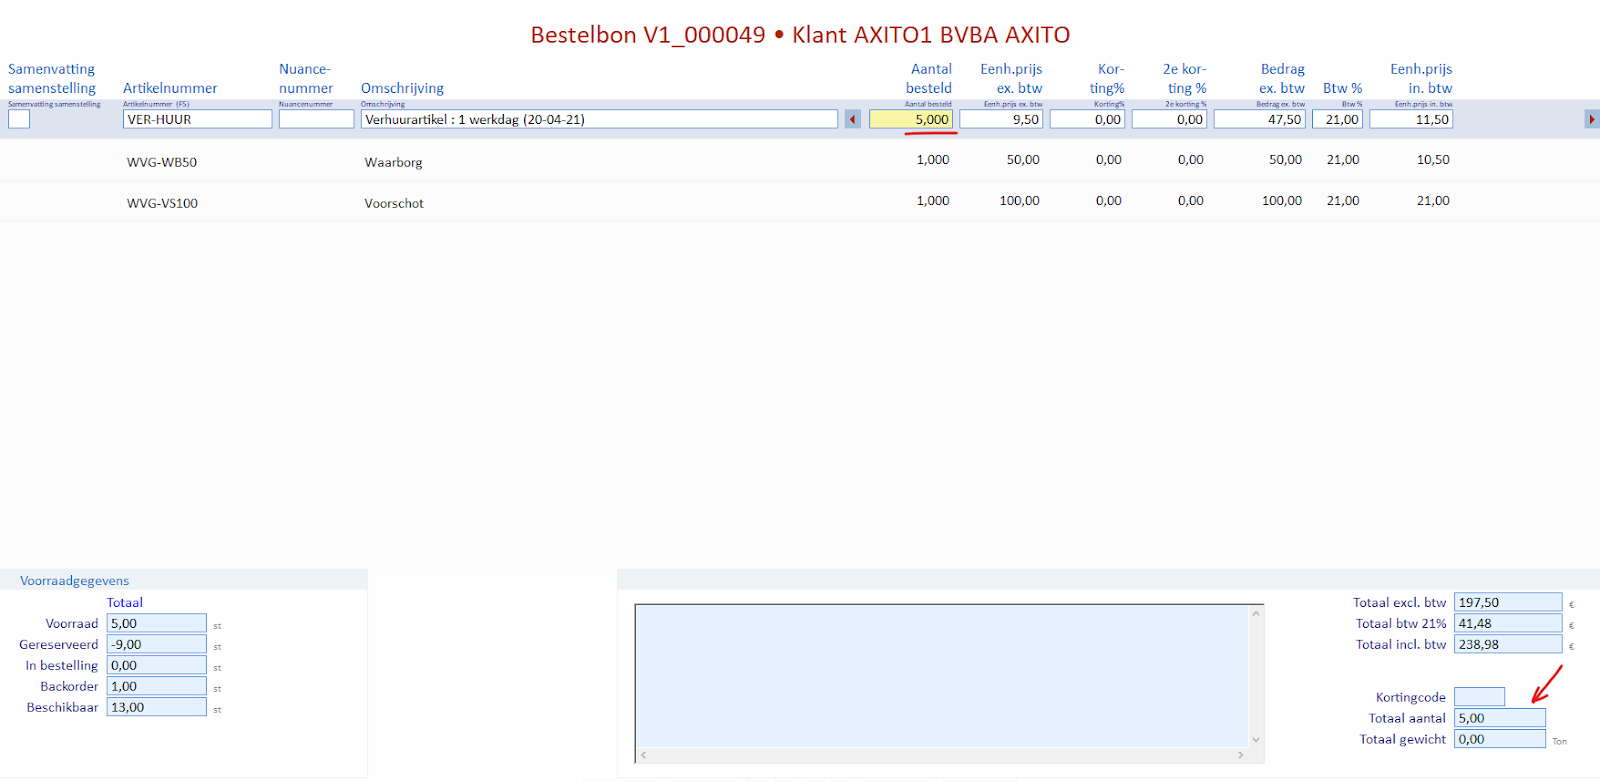 Bestelbon V1_000049 • Klant AXITO1 BVBA AXITO
Samenvatting samenstelling Artikelnummer Nuance-nummer Omschrijving Aantal besteld Eenh.prijs ex. btw Kor-ting% 2e kor-ting % Bedrag ex. btw Btw % Eenh.prijs in. btw
Samenvatting samenstelling Artikelnummer (F5) Nuancenummer Omschrijving Aantal besteld Eenh.prijs ex. btw Korting% 2e korting % Bedrag ex. btw Btw % Eenh.prijs in. btw
VER-HUUR Verhuurartikel : 1 werkdag (20-04-21) 5,000 9,50 0,00 0,00 47,50 21,00 11,50
WVG-WB50 Waarborg 1,000 50,00 0,00 0,00 50,00 21,00 10,50
WVG-VS100 Voorschot 1,000 100,00 0,00 0,00 100,00 21,00 21,00
Voorraadgegevens
Totaal
Voorraad 5,00 st
Gereserveerd -9,00 st
In bestelling 0,00 st
Backorder 1,00 st
Beschikbaar 13,00 st
Totaal excl. btw 197,50 €
Totaal btw 21% 41,48 €
Totaal incl. btw 238,98 €
Kortingcode
Totaal aantal 5,00
Totaal gewicht 0,00 Ton